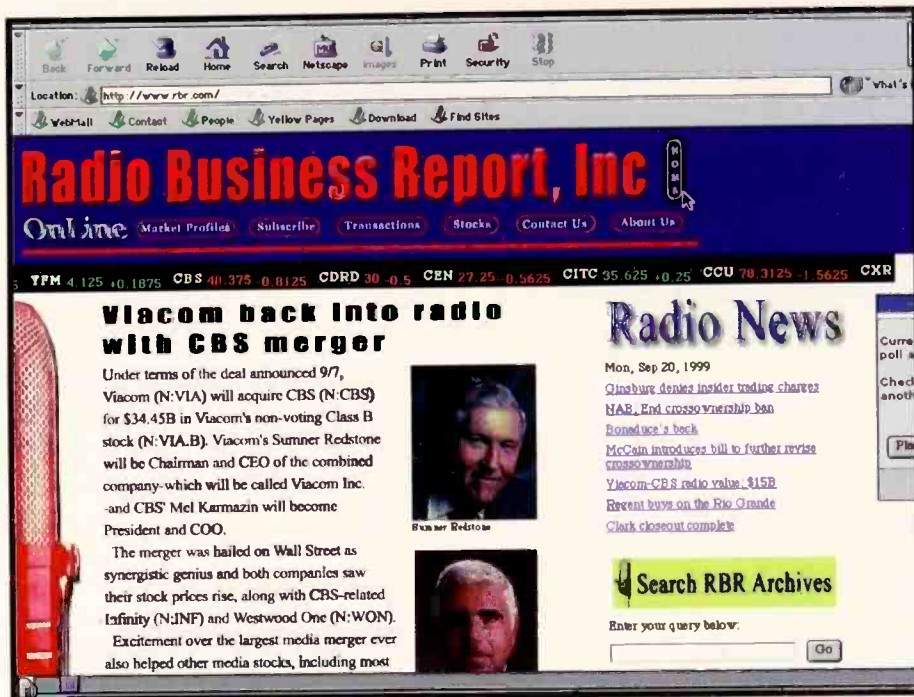 Back Forward Reload Home Search Netscape Images Print Security Stop
Location: http://www.rbr.com/ What's
WebMail Contact People Yellow Pages Download Find Sites
Radio Business Report, Inc HOME
OnLine Market Profiles Subscribe Transactions Stocks Contact Us About Us
YFM 4.125 +0.1875 CBS 48.375 -0.8125 CDRD 30 -0.5 CEN 27.25 -0.5625 CITC 35.625 +0.25 CCU 70.3125 -1.5625 CXR
Viacom back into radio
with CBS merger
Under terms of the deal announced 9/7,
Viacom (N:VIA) will acquire CBS (N:CBS)
for $34.45B in Viacom's non-voting Class B
stock (N:VIA.B). Viacom's Sumner Redstone
will be Chairman and CEO of the combined
company-which will be called Viacom Inc.
-and CBS' Mel Karmazin will become
President and COO.
The merger was hailed on Wall Street as
synergistic genius and both companies saw
their stock prices rise, along with CBS-related
Infinity (N:INF) and Westwood One (N:WON).
Excitement over the largest media merger ever
also helped other media stocks, including most
Sumner Redstone
Radio News
Mon, Sep 20, 1999
Ginsburg denies insider trading charges
NAB, End crossownership ban
Bonaduce's back
McCain introduces bill to further revise
crossownership
Viacom-CBS radio value: $15B
Regent buys on the Rio Grande
Clark closeout complete
Search RBR Archives
Enter your query below:
Go
Curre
poll
Check
anoth